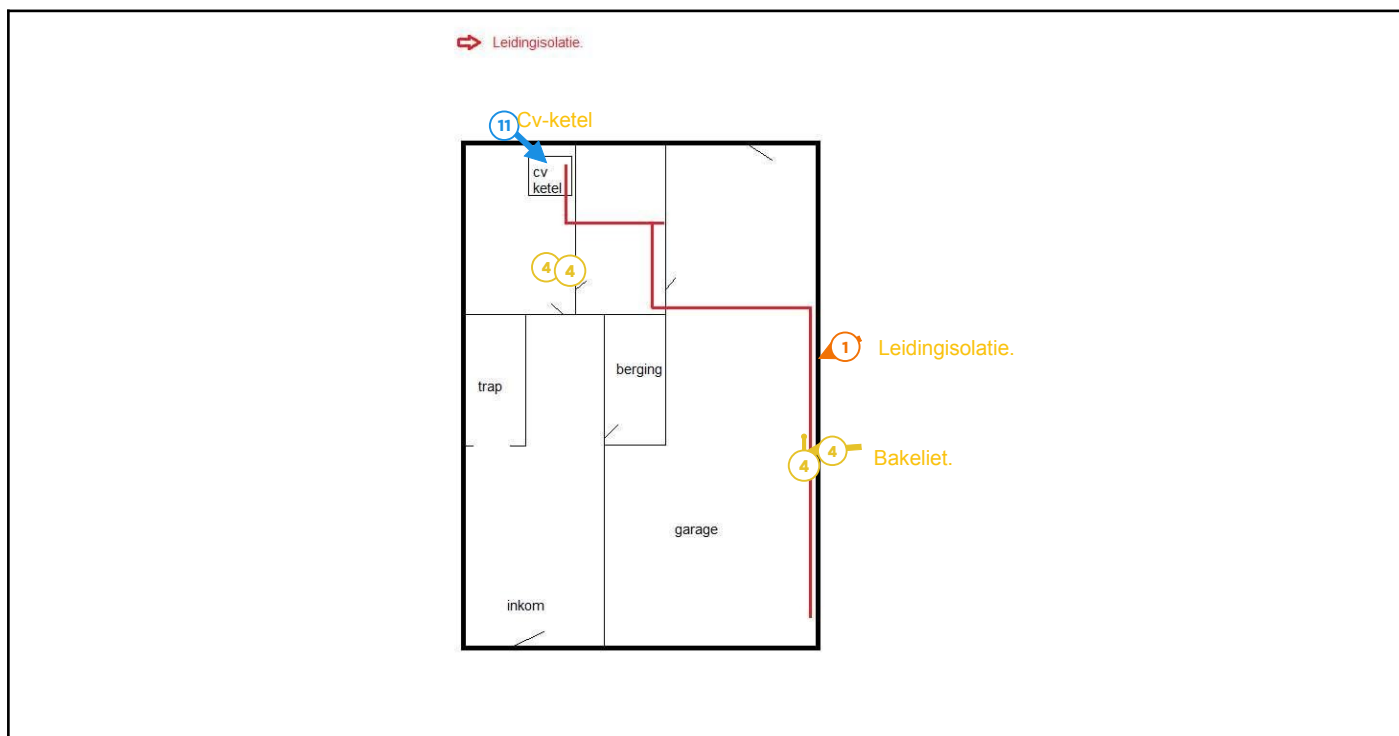 Leidingisolatie.
11 Cv-ketel
cv
ketel
4 4
1 Leidingisolatie.
berging
trap
4 4 Bakeliet.
garage
inkom